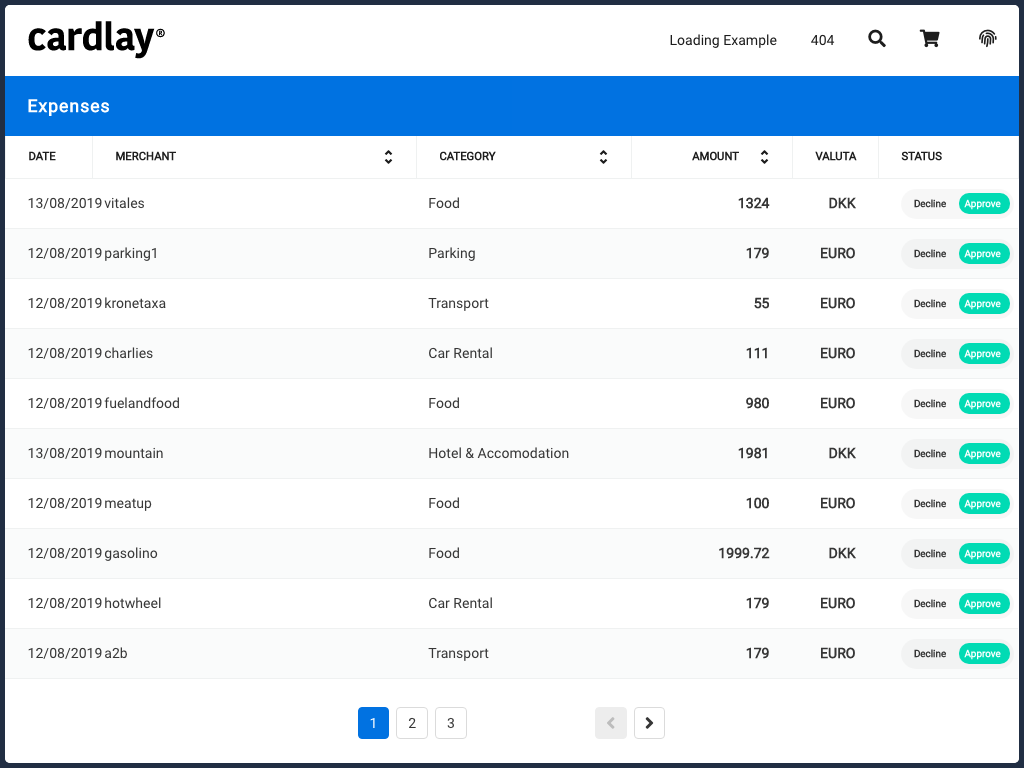 cardlay®
Loading Example 404
Expenses
DATE MERCHANT CATEGORY AMOUNT VALUTA STATUS
13/08/2019 vitales Food 1324 DKK Decline Approve
12/08/2019 parking1 Parking 179 EURO Decline Approve
12/08/2019 kronetaxa Transport 55 EURO Decline Approve
12/08/2019 charlies Car Rental 111 EURO Decline Approve
12/08/2019 fuelandfood Food 980 EURO Decline Approve
13/08/2019 mountain Hotel & Accomodation 1981 DKK Decline Approve
12/08/2019 meatup Food 100 EURO Decline Approve
12/08/2019 gasolino Food 1999.72 DKK Decline Approve
12/08/2019 hotwheel Car Rental 179 EURO Decline Approve
12/08/2019 a2b Transport 179 EURO Decline Approve
1 2 3